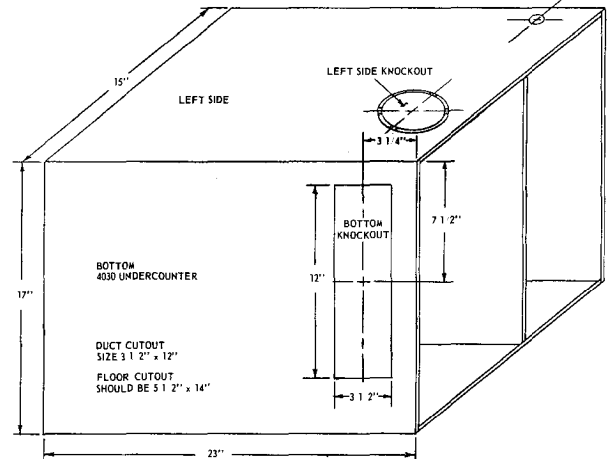 15"
LEFT SIDE
LEFT SIDE KNOCKOUT
3 1/4"
7 1 2"
17"
BOTTOM
KNOCKOUT
12"
BOTTOM
4030 UNDERCOUNTER
DUCT CUTOUT
SIZE 3 1 2" x 12"
FLOOR CUTOUT
SHOULD BE 5 1 2" x 14"
3 1 2"
23"